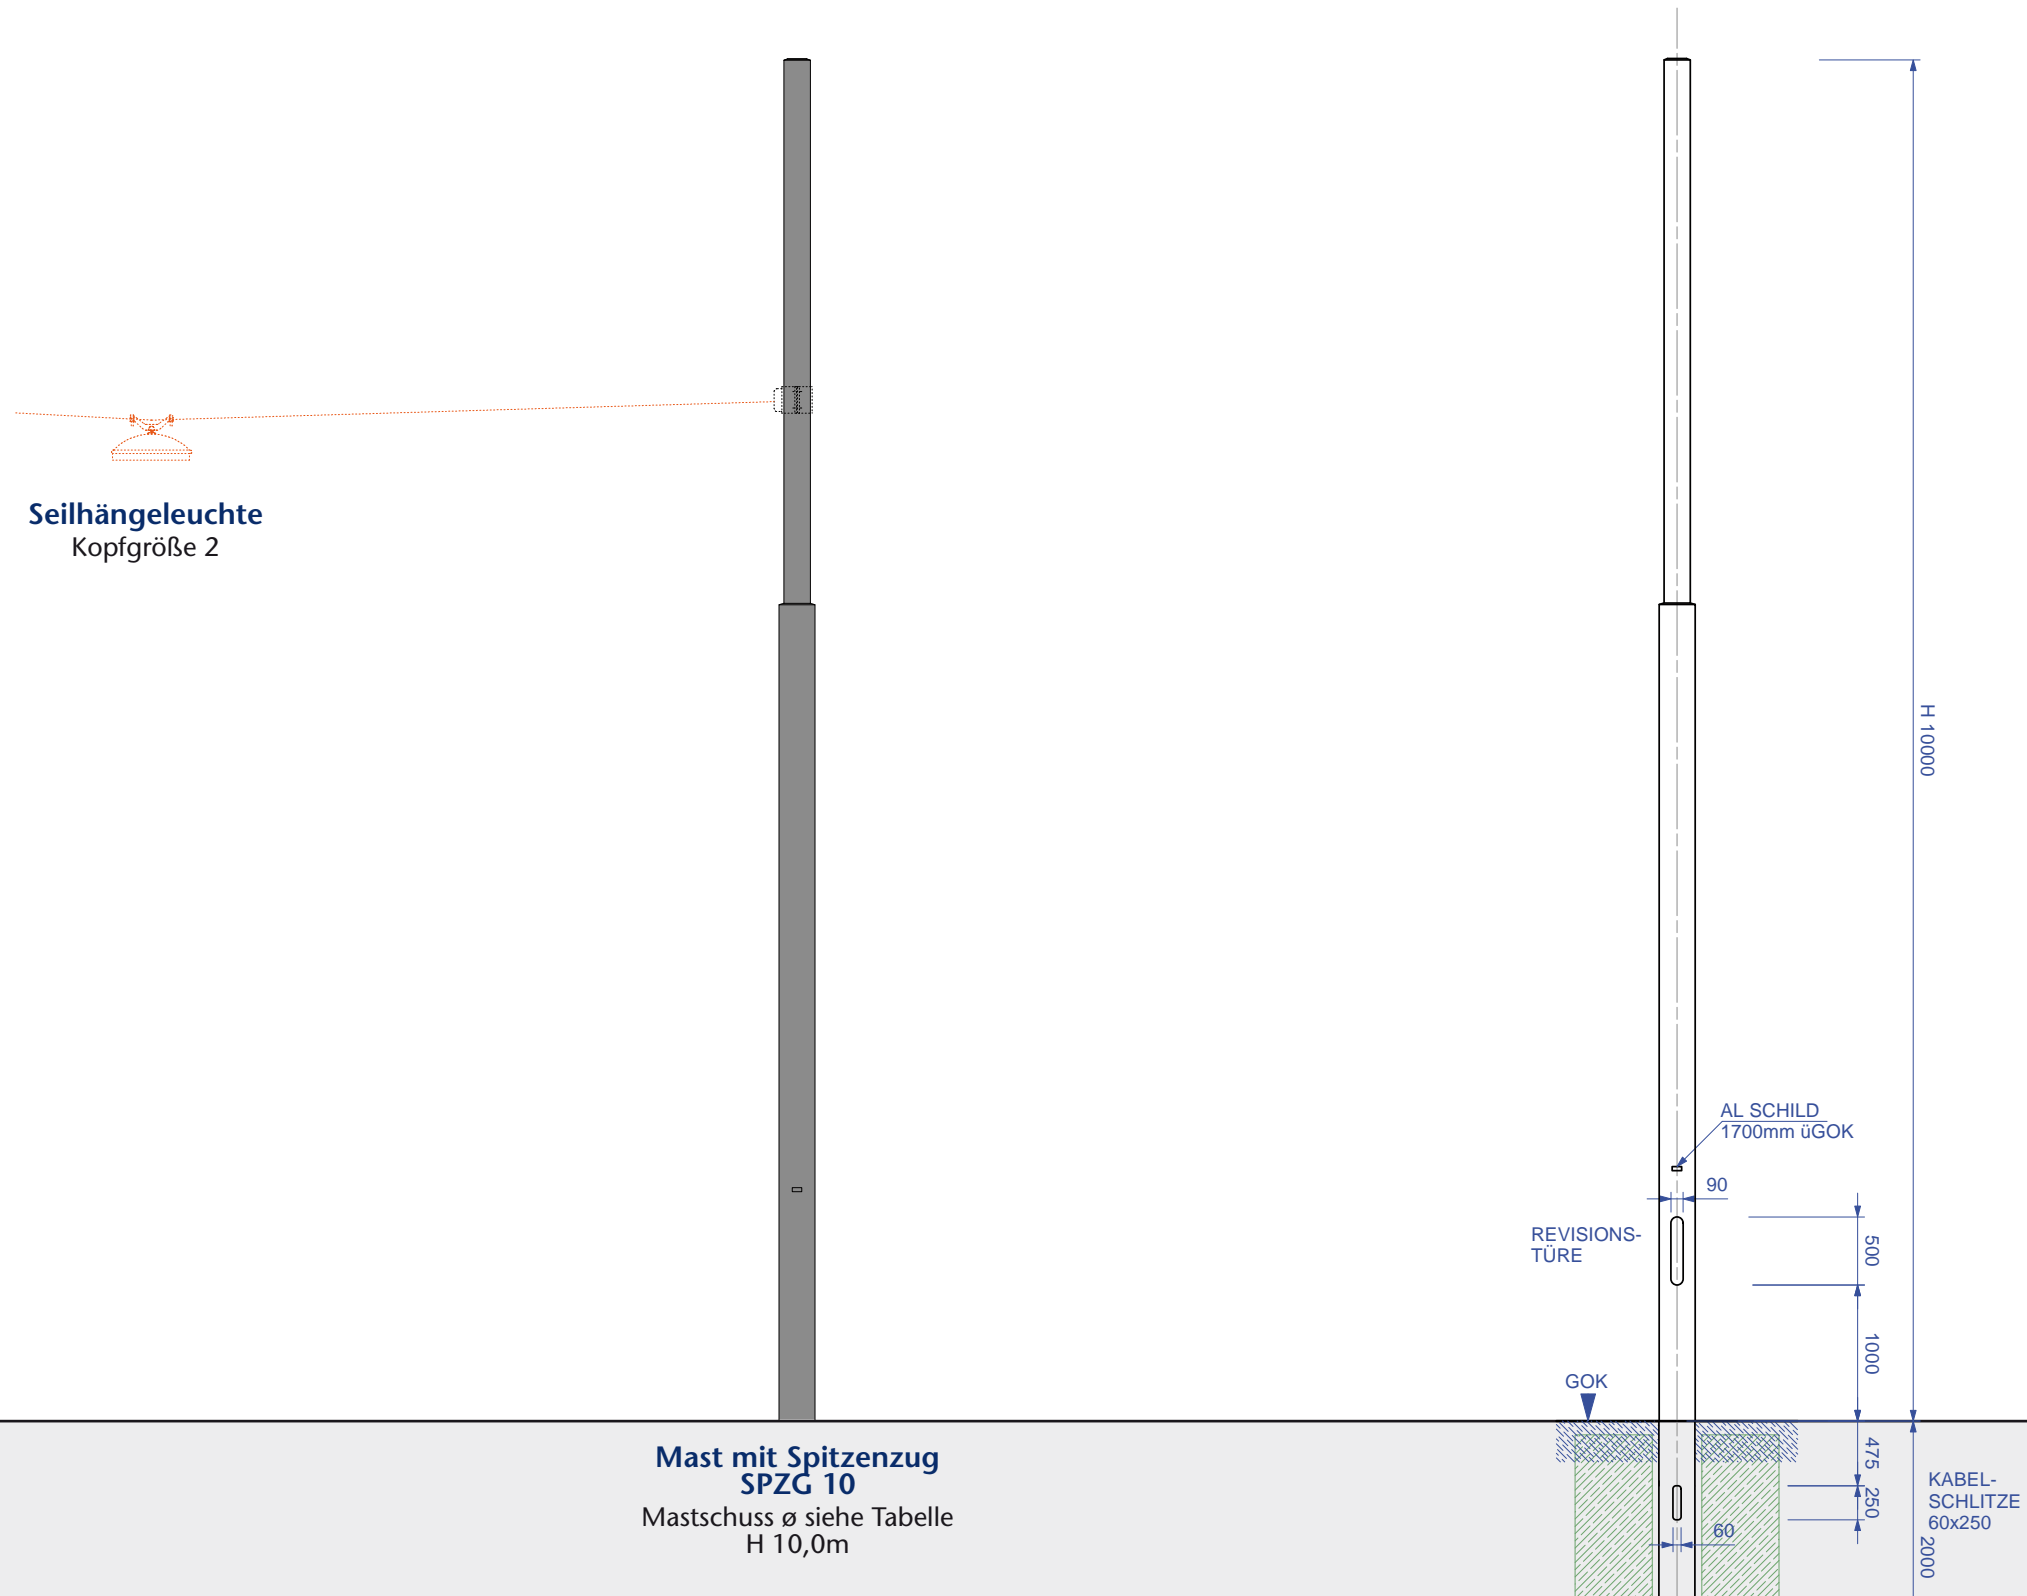 Seilhängeleuchte
Kopfgröße 2
H 10000
AL SCHILD
1700mm üGOK
90
REVISIONS-
TÜRE
500
1000
GOK
475
250
KABEL-
SCHLITZE
60x250
60
2000
Mast mit Spitzenzug
SPZG 10
Mastschuss ø siehe Tabelle
H 10,0m